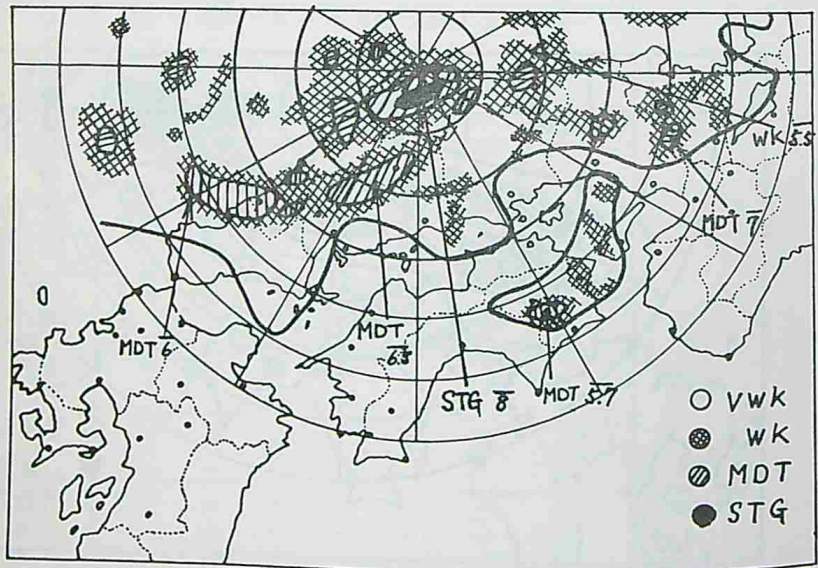 WK 5.5
MDT 7̅
MDT 6̅
MDT
6.5
STG 8̅
MDT 5.7
VWK
WK
MDT
STG